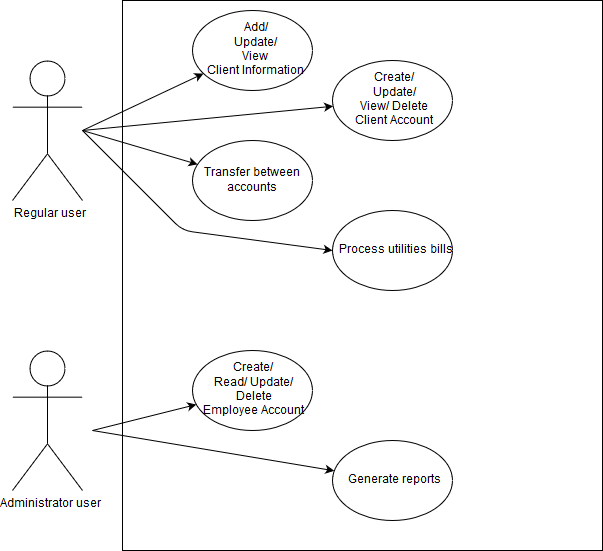 Add/
Update/
View
Client Information
Create/
Update/
View/ Delete
Client Account
Transfer between
accounts
Regular user
Process utilities bills
Create/
Read/ Update/
Delete
Employee Account
Generate reports
Administrator user